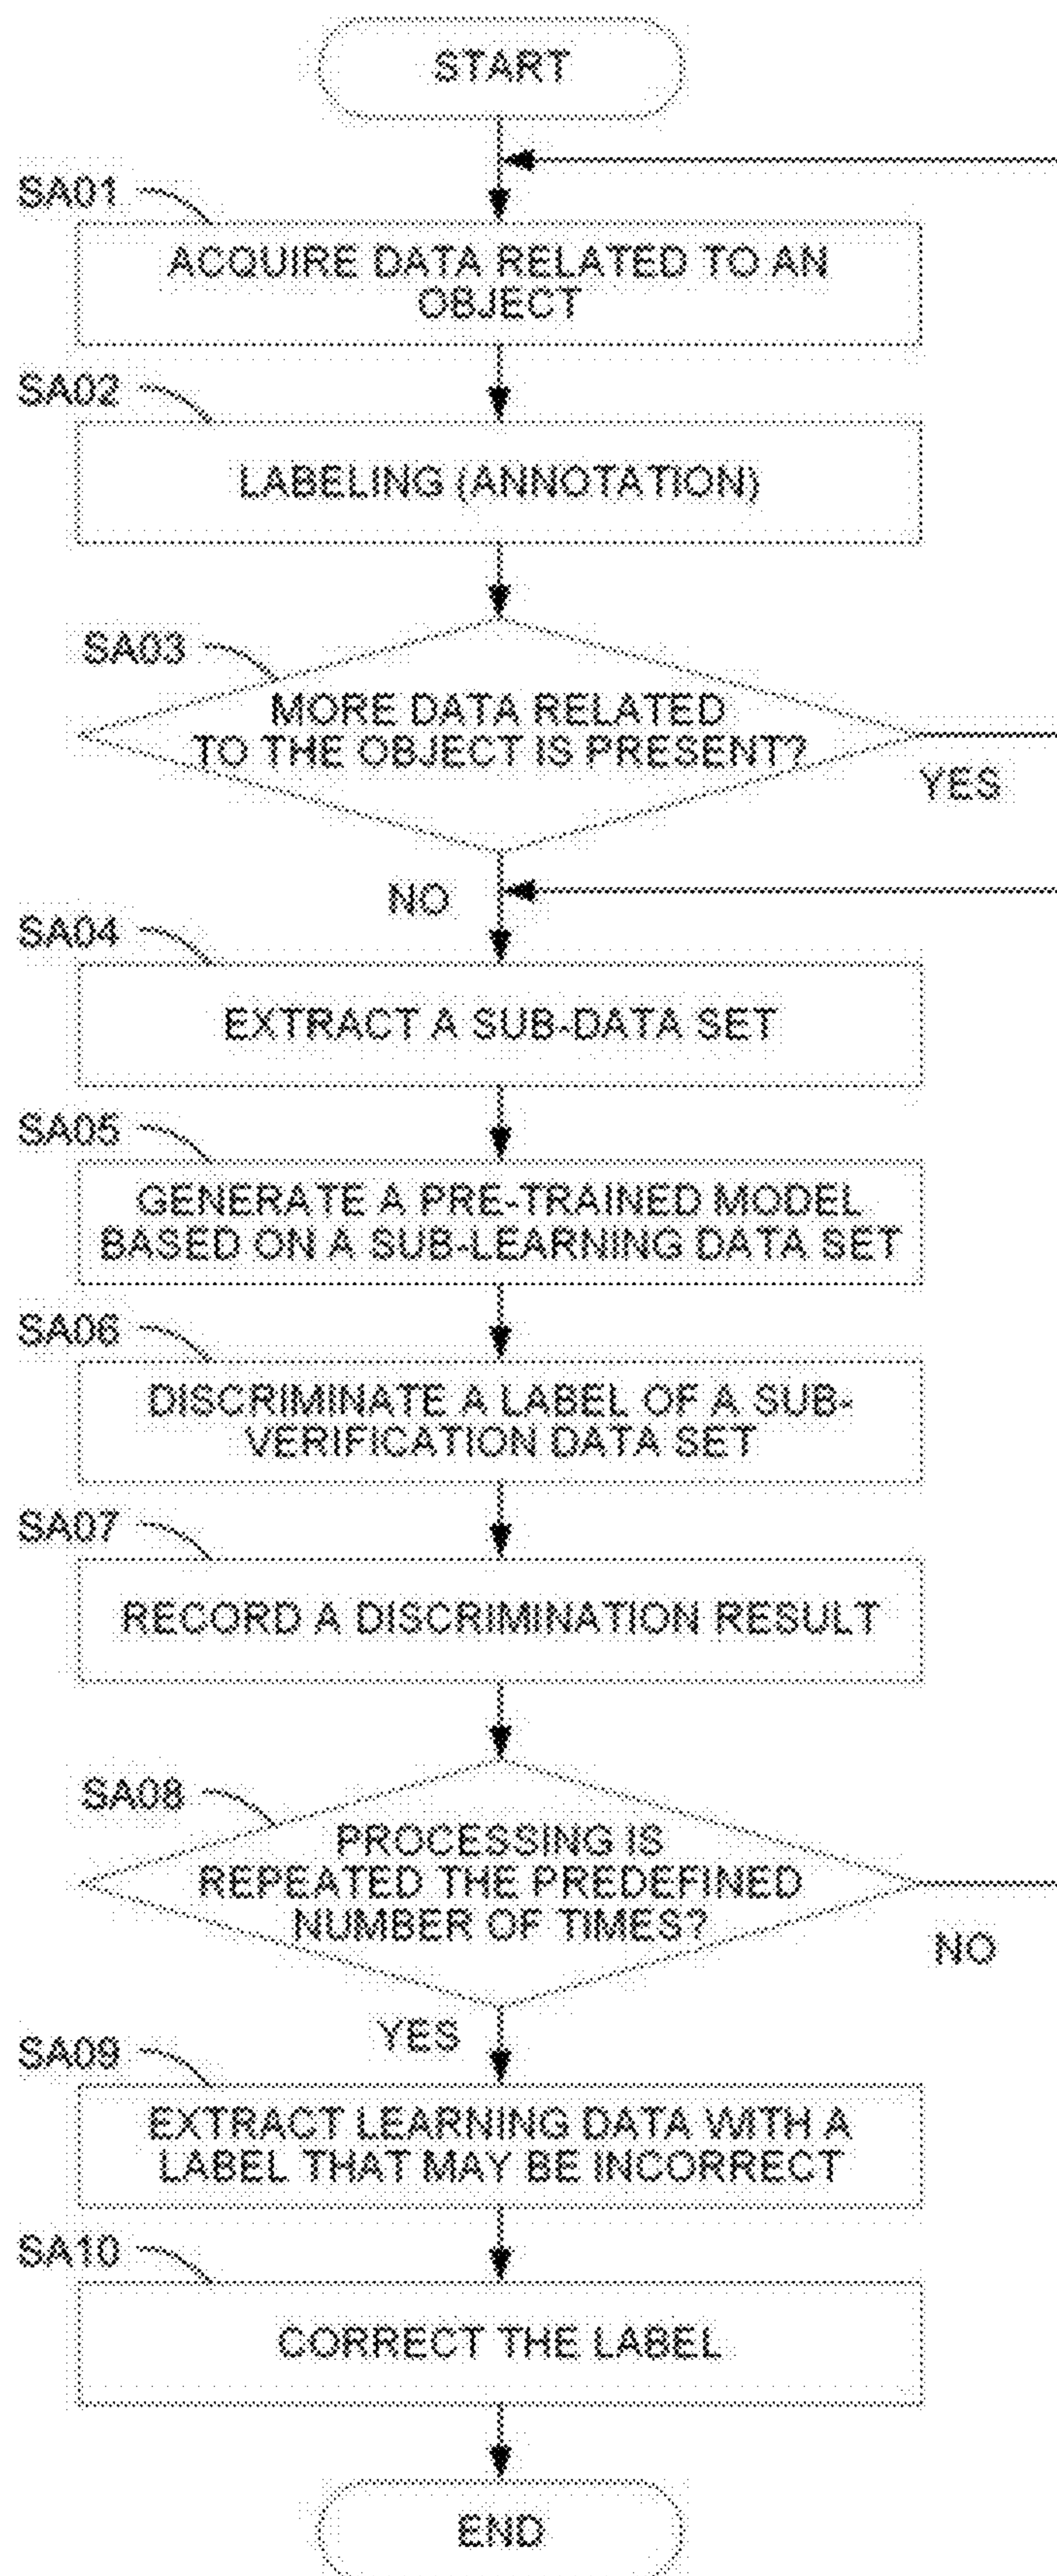 START
SA01
ACQUIRE DATA RELATED TO AN
OBJECT
SA02
LABELING (ANNOTATION)
SA03
MORE DATA RELATED
TO THE OBJECT IS PRESENT?
YES
NO
SA04
EXTRACT A SUB-DATA SET
SA05
GENERATE A PRE-TRAINED MODEL
BASED ON A SUB-LEARNING DATA SET
SA06
DISCRIMINATE A LABEL OF A SUB-
VERIFICATION DATA SET
SA07
RECORD A DISCRIMINATION RESULT
SA08
PROCESSING IS
REPEATED THE PREDEFINED
NUMBER OF TIMES?
NO
YES
SA09
EXTRACT LEARNING DATA WITH A
LABEL THAT MAY BE INCORRECT
SA10
CORRECT THE LABEL
END